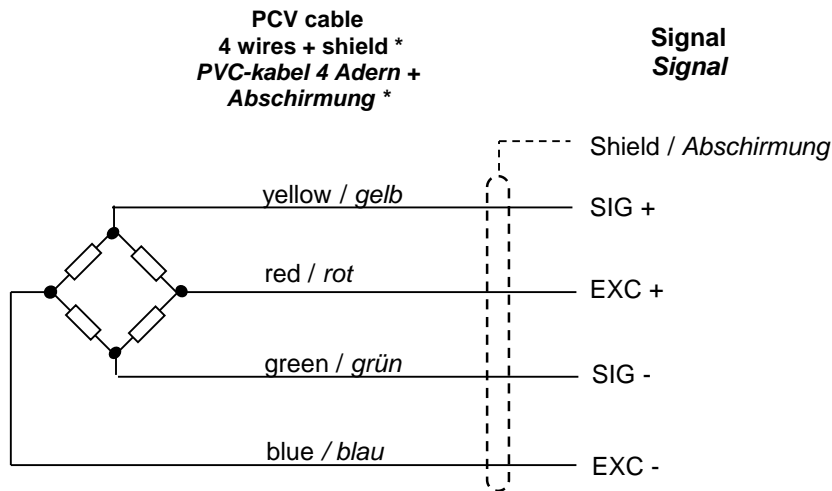 PCV cable
4 wires + shield *
PVC-kabel 4 Adern +
Abschirmung *
Signal
Signal
Shield / Abschirmung
yellow / gelb
SIG +
red / rot
EXC +
green / grün
SIG -
blue / blau
EXC -